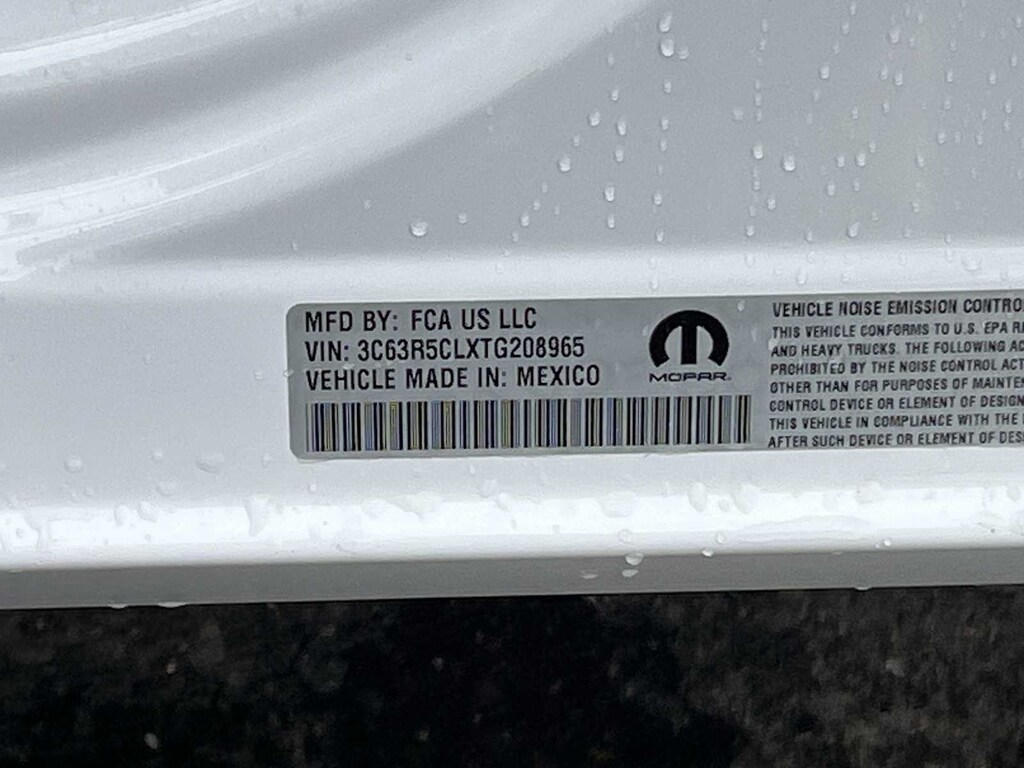 MFD BY: FCA US LLC
VIN: 3C63R5CLXTG208965
VEHICLE MADE IN: MEXICO
MOPAR
VEHICLE NOISE EMISSION CONTRO
THIS VEHICLE CONFORMS TO U.S. EPA R
AND HEAVY TRUCKS. THE FOLLOWING AC
PROHIBITED BY THE NOISE CONTROL ACT
OTHER THAN FOR PURPOSES OF MAINTE
CONTROL DEVICE OR ELEMENT OF DESIGN
THIS VEHICLE IN COMPLIANCE WITH THE
AFTER SUCH DEVICE OR ELEMENT OF DES